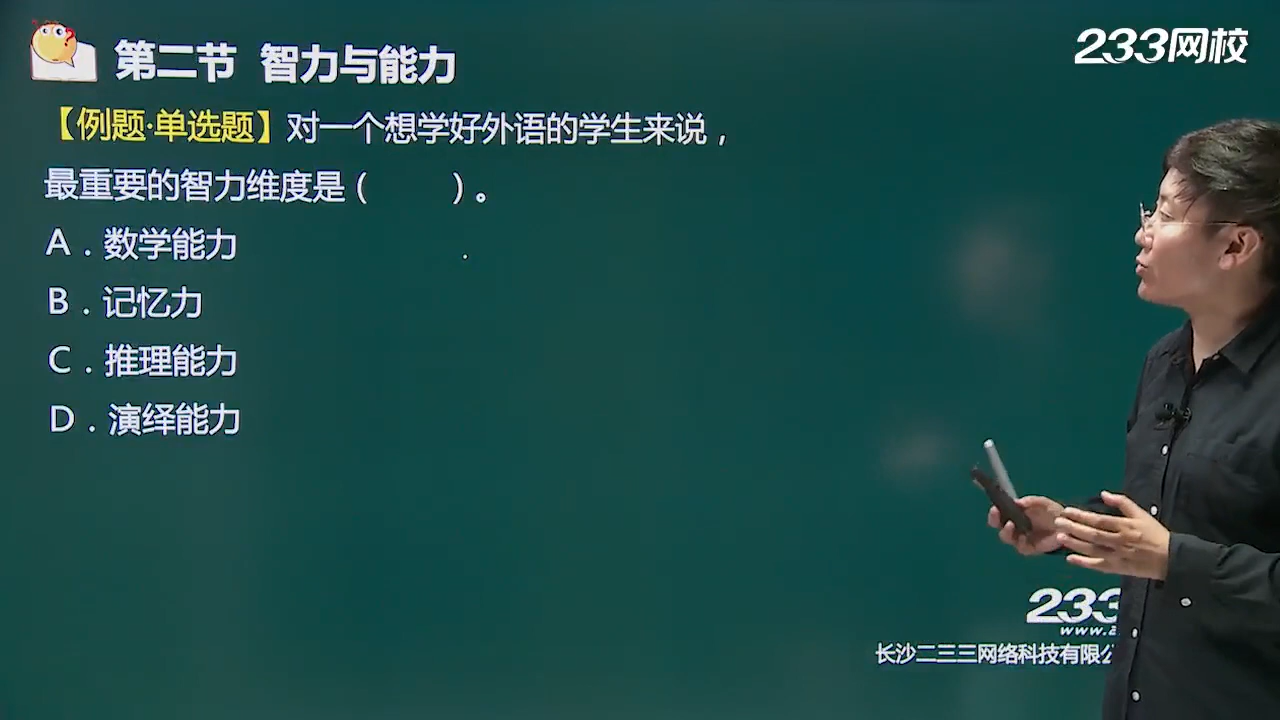 第二节 智力与能力
233网校
【例题·单选题】对一个想学好外语的学生来说，
最重要的智力维度是（　　）。
A．数学能力
B．记忆力
C．推理能力
D．演绎能力
233
www.
长沙二三三网络科技有限